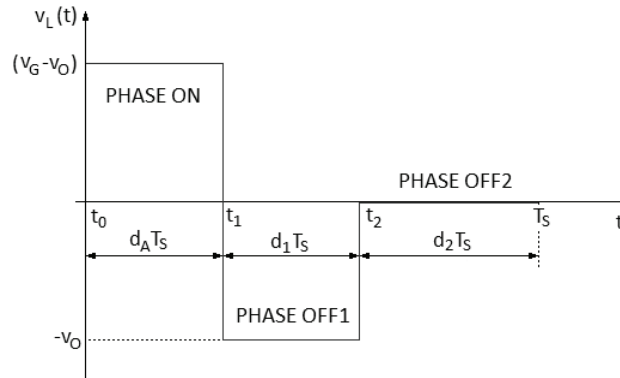 v_L(t)
(v_G-v_O)
PHASE ON
PHASE OFF2
t_0
t_1
t_2
T_S
t
d_A T_S
d_1 T_S
d_2 T_S
PHASE OFF1
-v_O